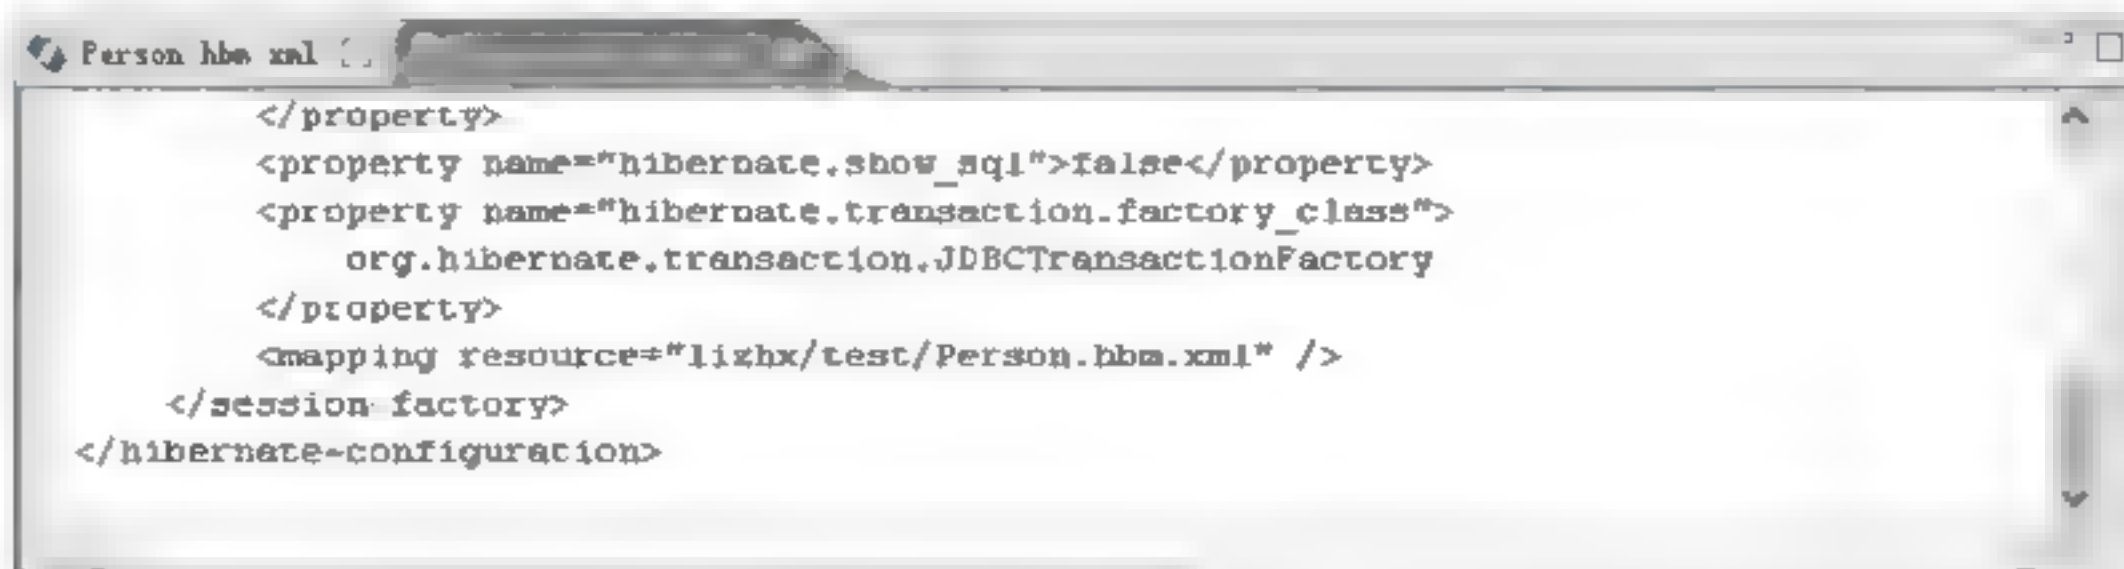 Person hbm xml
</property>
<property name="hibernate.show_sql">false</property>
<property name="hibernate.transaction.factory_class">
org.hibernate.transaction.JDBCTransactionFactory
</property>
<mapping resource="lizhx/test/Person.hbm.xml" />
</session factory>
</hibernate-configuration>